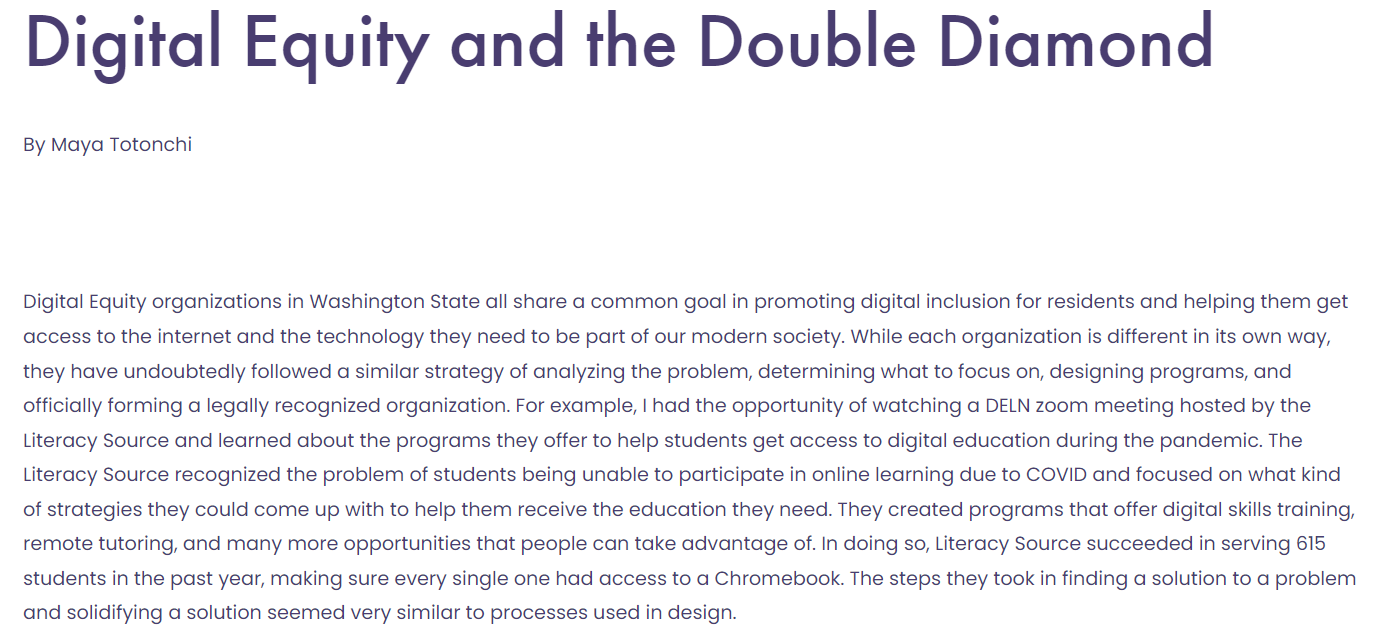 Digital Equity and the Double Diamond
By Maya Totonchi
Digital Equity organizations in Washington State all share a common goal in promoting digital inclusion for residents and helping them get
access to the internet and the technology they need to be part of our modern society. While each organization is different in its own way,
they have undoubtedly followed a similar strategy of analyzing the problem, determining what to focus on, designing programs, and
officially forming a legally recognized organization. For example, I had the opportunity of watching a DELN zoom meeting hosted by the
Literacy Source and learned about the programs they offer to help students get access to digital education during the pandemic. The
Literacy Source recognized the problem of students being unable to participate in online learning due to COVID and focused on what kind
of strategies they could come up with to help them receive the education they need. They created programs that offer digital skills training,
remote tutoring, and many more opportunities that people can take advantage of. In doing so, Literacy Source succeeded in serving 615
students in the past year, making sure every single one had access to a Chromebook. The steps they took in finding a solution to a problem
and solidifying a solution seemed very similar to processes used in design.